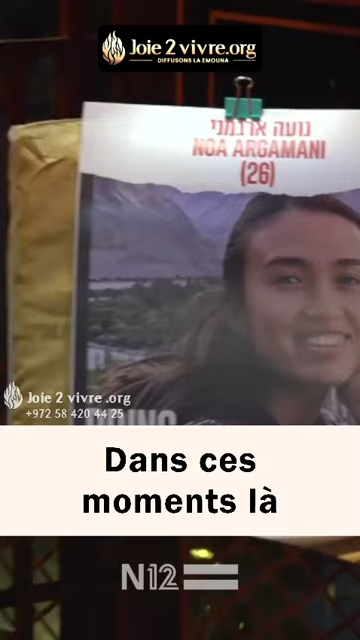 Joie 2 vivre.org
DIFFUSONS LA EMOUNA
נועה ארגמני
NOA ARGAMANI
(26)
Joie 2 vivre .org
+972 58 420 44 25
Dans ces
moments là
N12